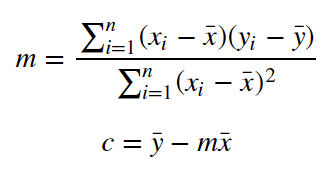 m = \frac{\sum_{i=1}^{n}(x_i - \bar{x})(y_i - \bar{y})}{\sum_{i=1}^{n}(x_i - \bar{x})^2}
c = \bar{y} - m\bar{x}